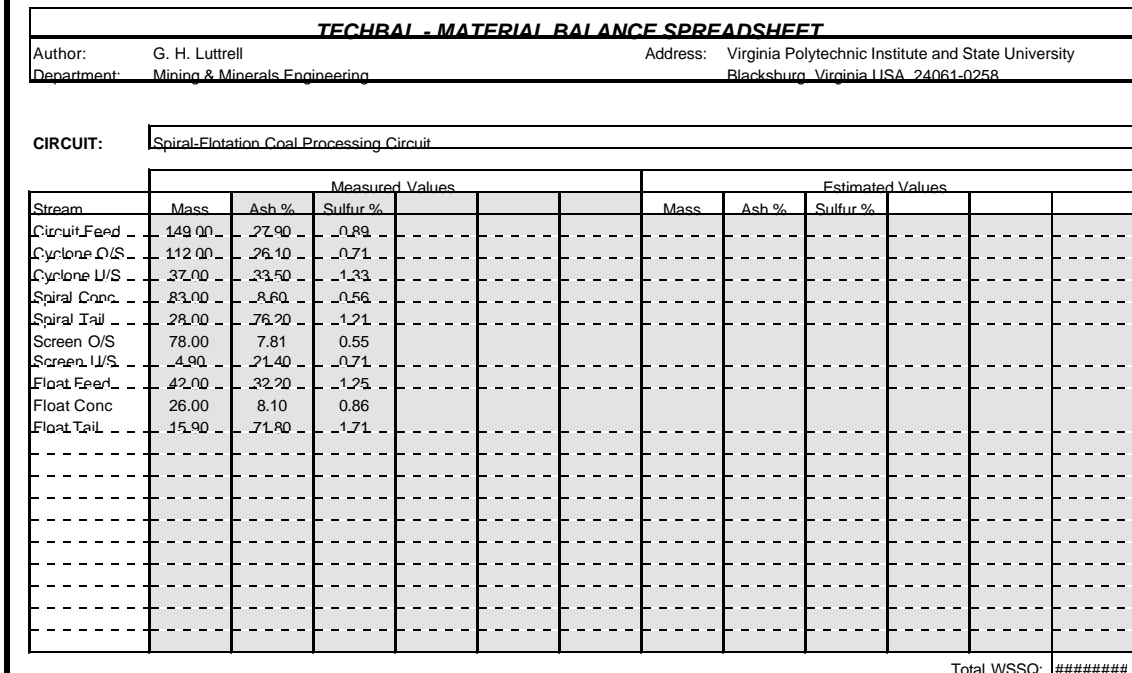 TECHBAL - MATERIAL BALANCE SPREADSHEET
Author: G. H. Luttrell Address: Virginia Polytechnic Institute and State University
Department: Mining & Minerals Engineering Blacksburg, Virginia USA 24061-0258
CIRCUIT: Spiral-Flotation Coal Processing Circuit
Measured Values Estimated Values
Stream Mass Ash % Sulfur % Mass Ash % Sulfur %
Circuit Feed 149.00 27.90 0.89
Cyclone O/S 112.00 26.10 0.71
Cyclone U/S 37.00 33.50 1.33
Spiral Conc 83.00 8.60 0.56
Spiral Tail 28.00 76.20 1.21
Screen O/S 78.00 7.81 0.55
Screen U/S 4.90 21.40 0.71
Float Feed 42.00 32.20 1.25
Float Conc 26.00 8.10 0.86
Float Tail 15.90 71.80 1.71
Total WSSQ: ########